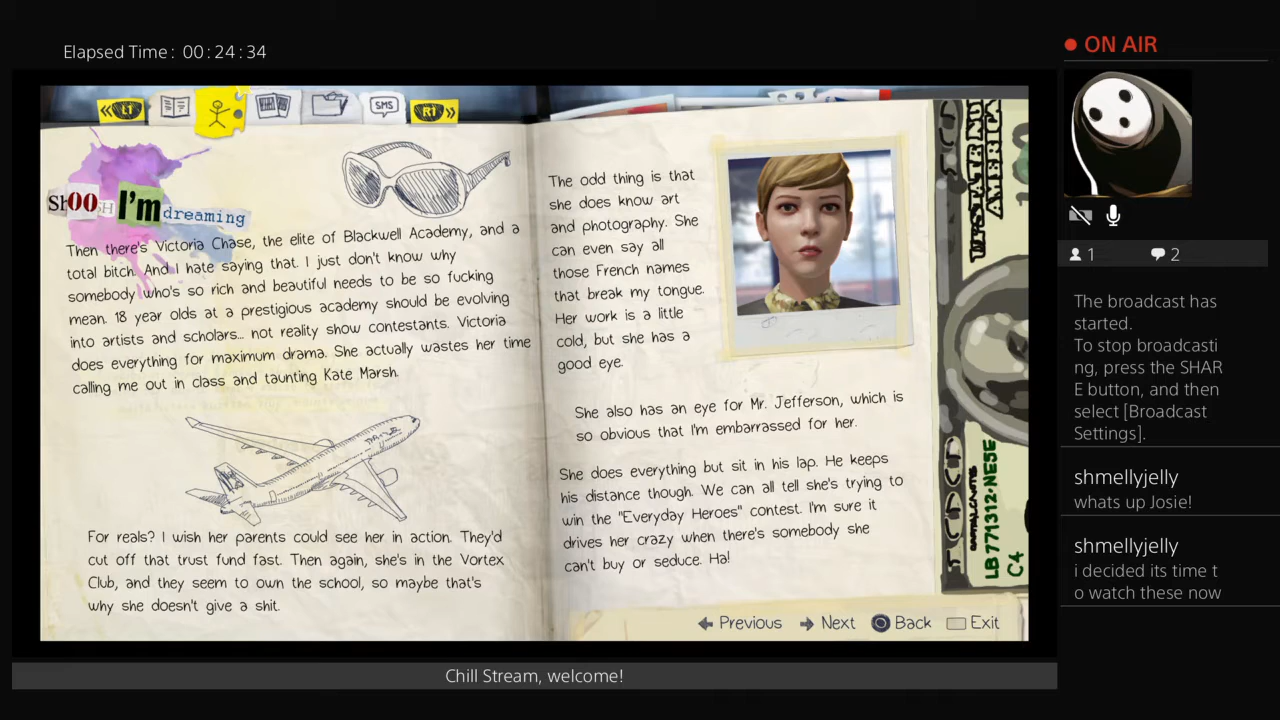 Elapsed Time: 00:24:34
L1
SMS
R1
ShOOSH I'm dreaming
Then there's Victoria Chase, the elite of Blackwell Academy, and a
total bitch. And I hate saying that. I just don't know why
somebody who's so rich and beautiful needs to be so fucking
mean. 18 year olds at a prestigious academy should be evolving
into artists and scholars... not reality show contestants. Victoria
does everything for maximum drama. She actually wastes her time
calling me out in class and taunting Kate Marsh.
For reals? I wish her parents could see her in action. They'd
cut off that trust fund fast. Then again, she's in the Vortex
Club, and they seem to own the school, so maybe that's
why she doesn't give a shit.
The odd thing is that
she does know art
and photography. She
can even say all
those French names
that break my tongue.
Her work is a little
cold, but she has a
good eye.
She also has an eye for Mr. Jefferson, which is
so obvious that I'm embarrassed for her.
She does everything but sit in his lap. He keeps
his distance though. We can all tell she's trying to
win the "Everyday Heroes" contest. I'm sure it
drives her crazy when there's somebody she
can't buy or seduce. Ha!
AMERICA
LB771312-NE5E
C4
Previous
Next
Back
Exit
Chill Stream, welcome!
ON AIR
1
2
The broadcast has
started.
To stop broadcasti
ng, press the SHAR
E button, and then
select [Broadcast
Settings].
shmellyjelly
whats up Josie!
shmellyjelly
i decided its time t
o watch these now